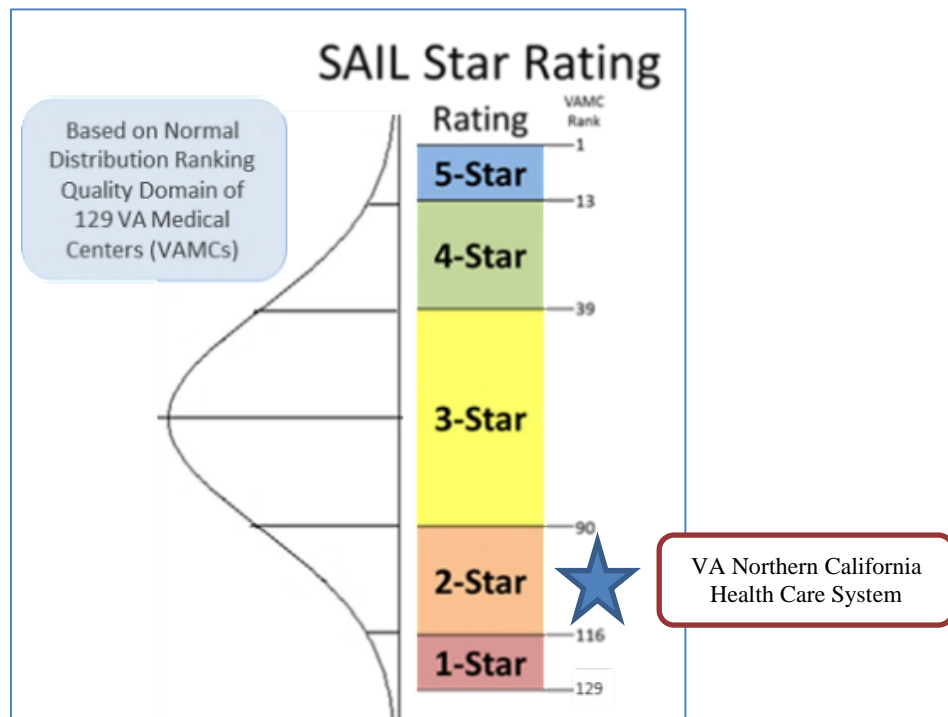 SAIL Star Rating
Based on Normal
Distribution Ranking
Quality Domain of
129 VA Medical
Centers (VAMCs)
Rating
VAMC
Rank
1
5-Star
13
4-Star
39
3-Star
90
2-Star
VA Northern California
Health Care System
116
1-Star
129